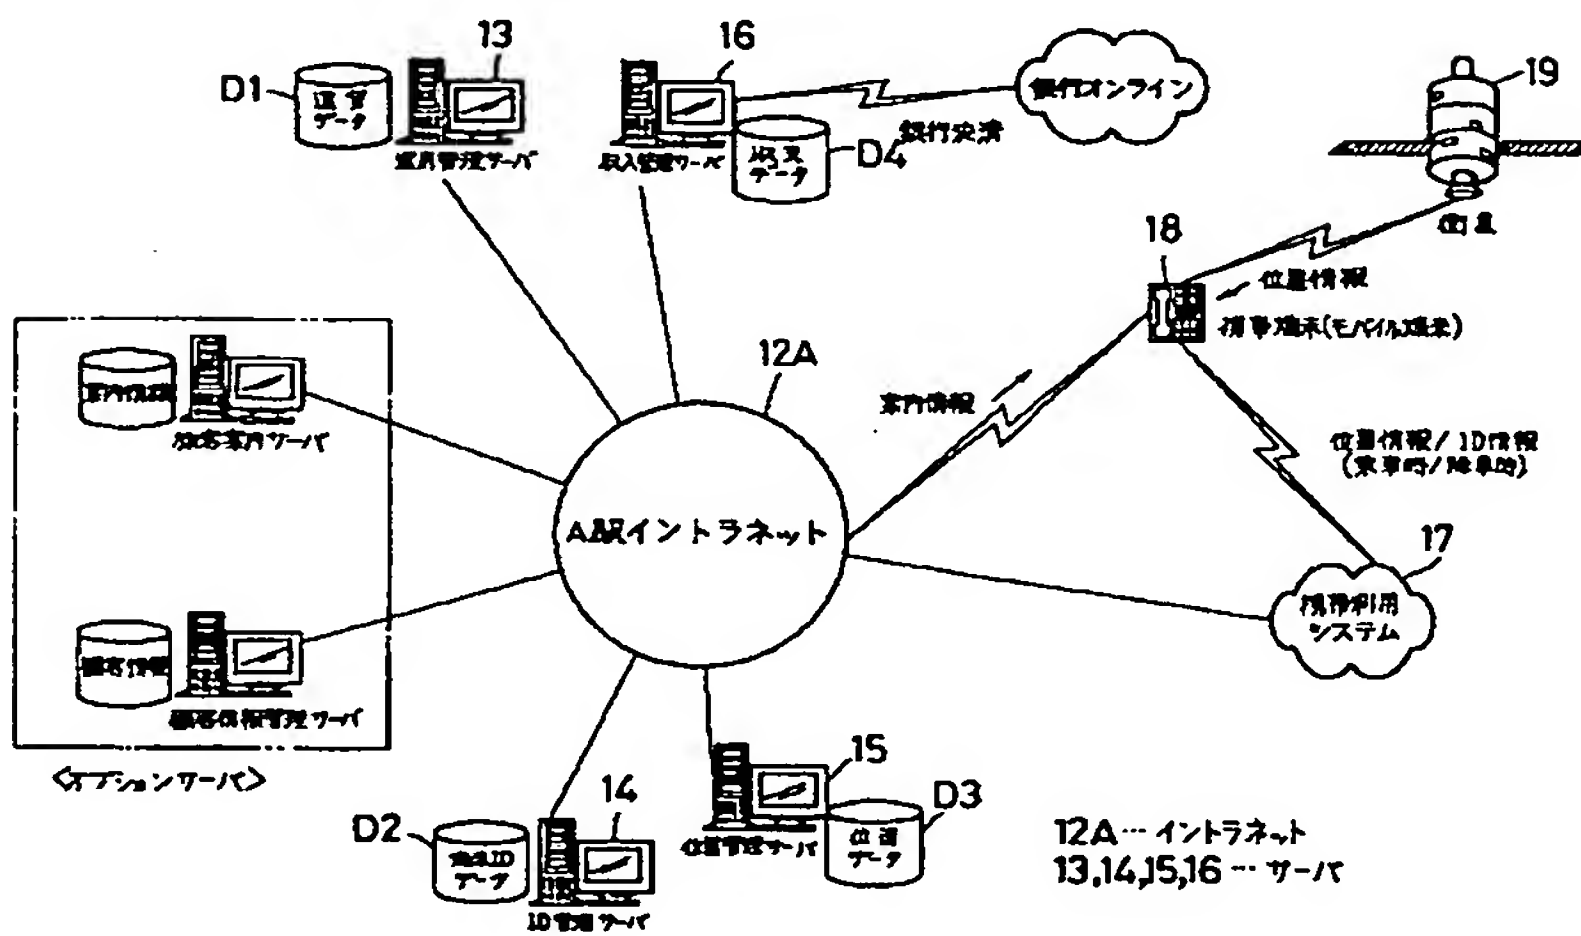 13
16
19
D1
運賃
データ
運賃管理サーバ
収入管理サーバ
収支
データ
D4
銀行決済
銀行オンライン
衛星
18
位置情報
携帯端末(モバイル端末)
12A
案内情報
案内情報
旅客案内サーバ
位置情報/ID情報
(乗車時/降車時)
A駅イントラネット
17
携帯利用
システム
顧客情報
顧客情報管理サーバ
<オプションサーバ>
15
14
D2
D3
端末ID
データ
ID管理サーバ
位置管理サーバ
位置
データ
12A…イントラネット
13,14,15,16…サーバ